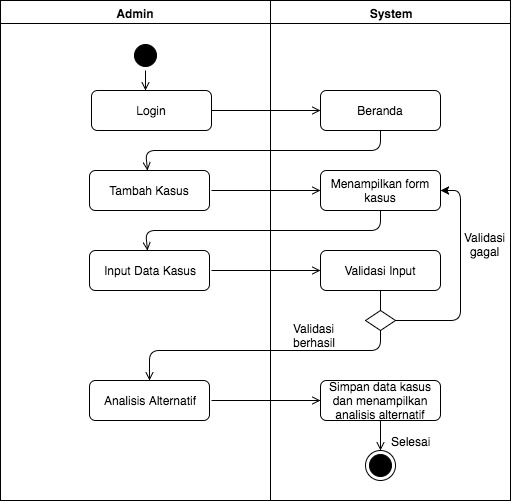 Admin
System
Login
Beranda
Tambah Kasus
Menampilkan form
kasus
Validasi
gagal
Input Data Kasus
Validasi Input
Validasi
berhasil
Analisis Alternatif
Simpan data kasus
dan menampilkan
analisis alternatif
Selesai